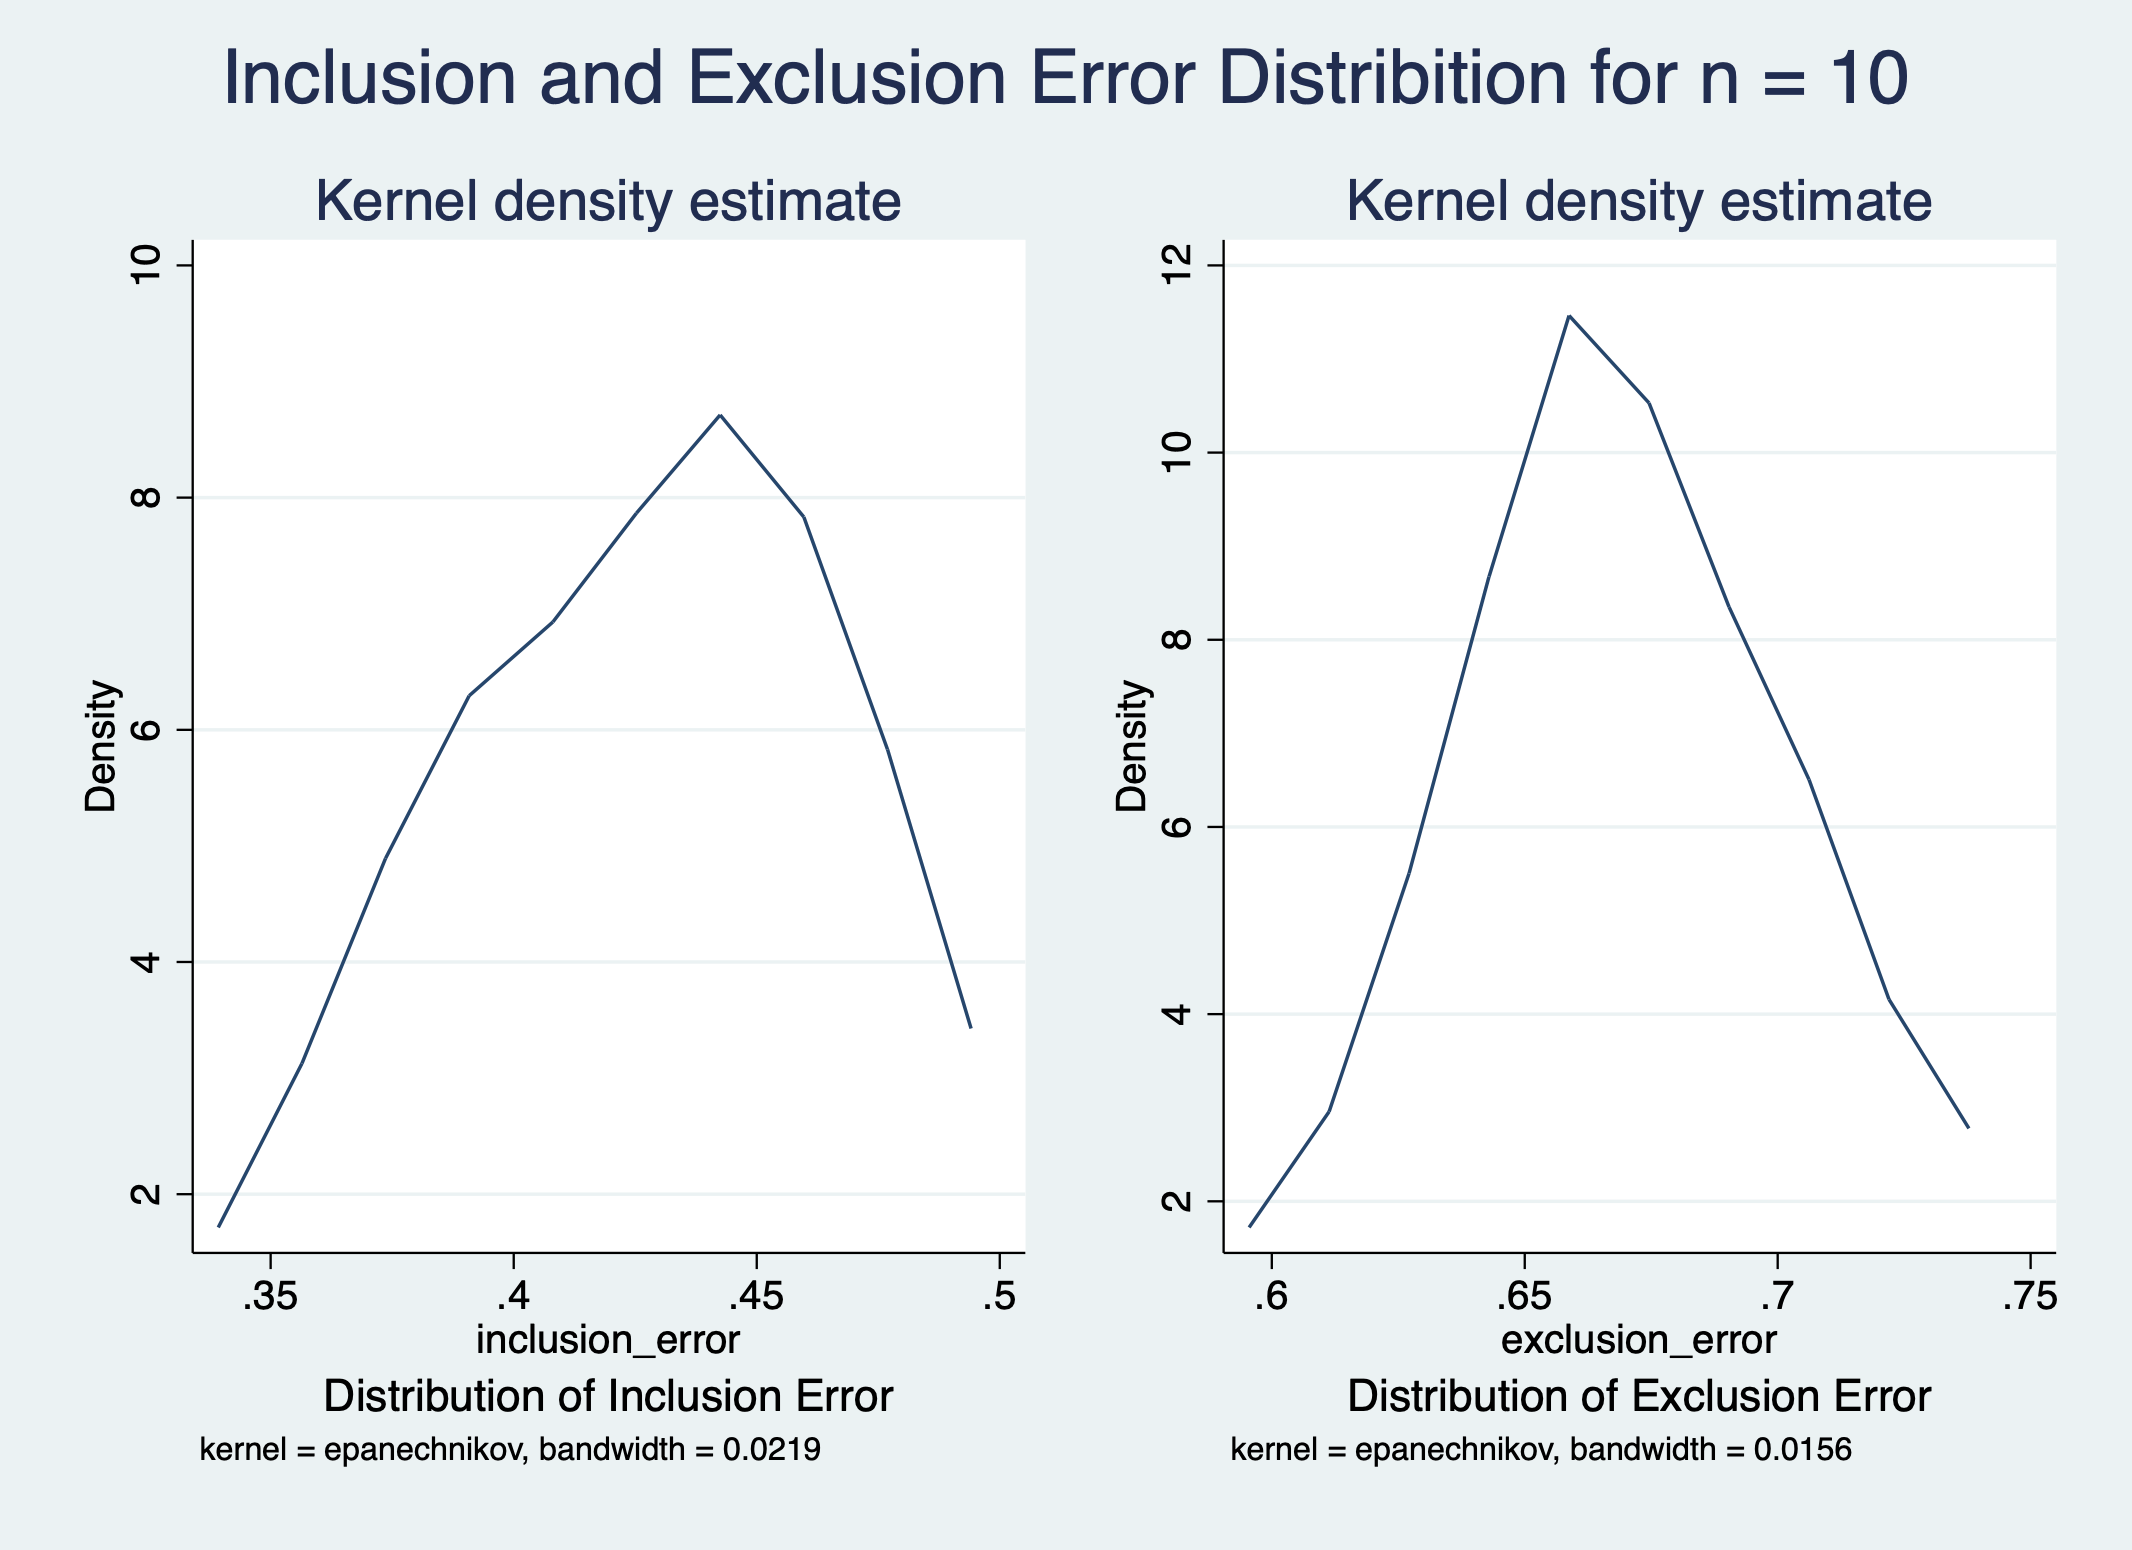 Inclusion and Exclusion Error Distribition for n = 10
Kernel density estimate
10
8
6
4
2
Density
.35 .4 .45 .5
inclusion_error
Distribution of Inclusion Error
kernel = epanechnikov, bandwidth = 0.0219
Kernel density estimate
12
10
8
6
4
2
Density
.6 .65 .7 .75
exclusion_error
Distribution of Exclusion Error
kernel = epanechnikov, bandwidth = 0.0156